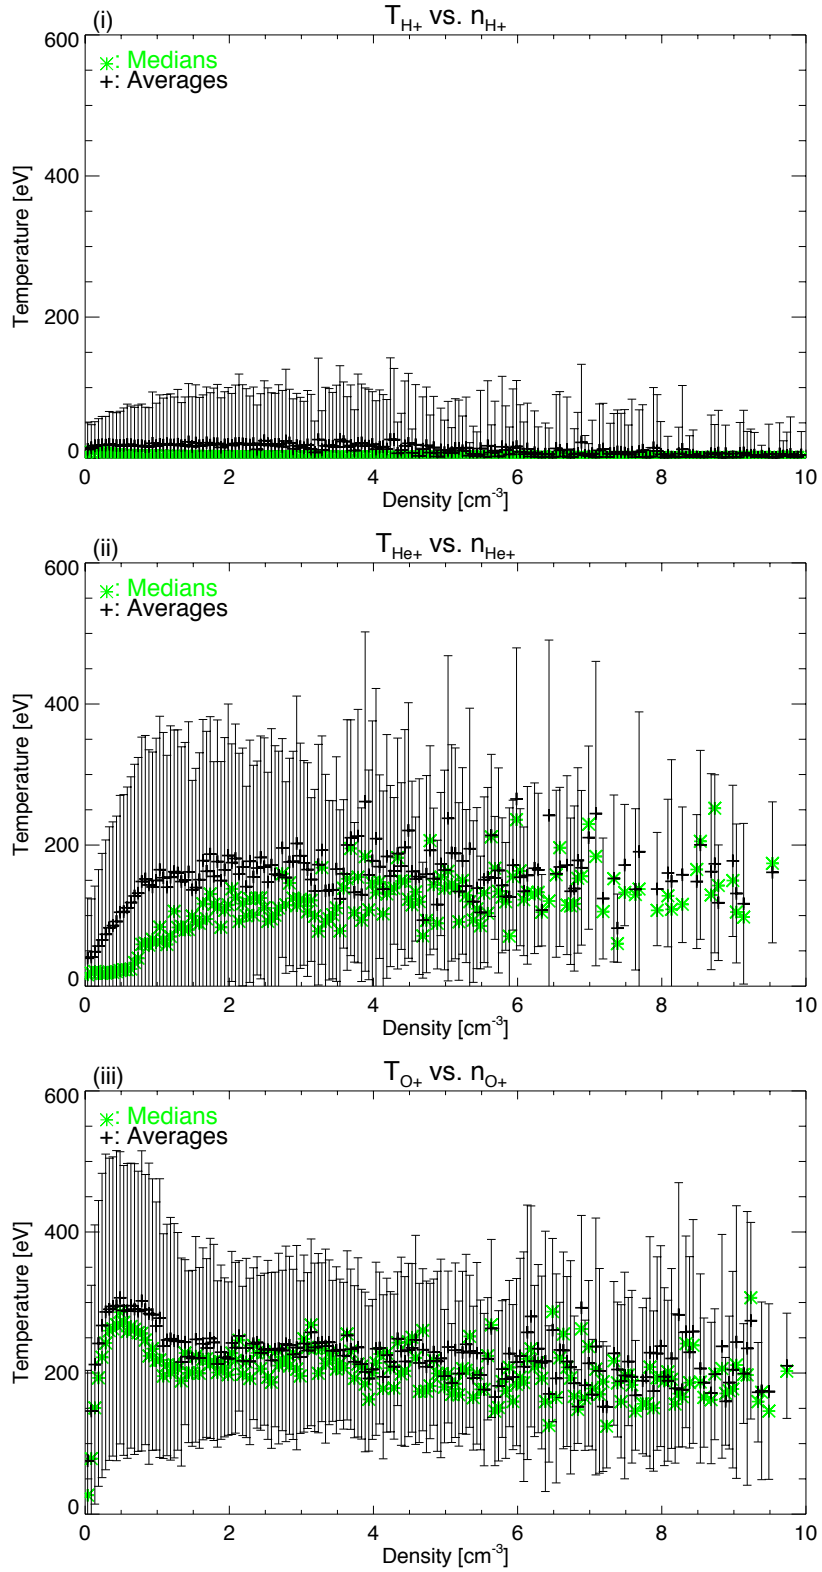 (i)
T_H+ vs. n_H+
600
✳: Medians
+: Averages
400
Temperature [eV]
200
0
0 2 4 6 8 10
Density [cm⁻³]
(ii)
T_He+ vs. n_He+
600
✳: Medians
+: Averages
400
Temperature [eV]
200
0
0 2 4 6 8 10
Density [cm⁻³]
(iii)
T_O+ vs. n_O+
600
✳: Medians
+: Averages
400
Temperature [eV]
200
0
0 2 4 6 8 10
Density [cm⁻³]